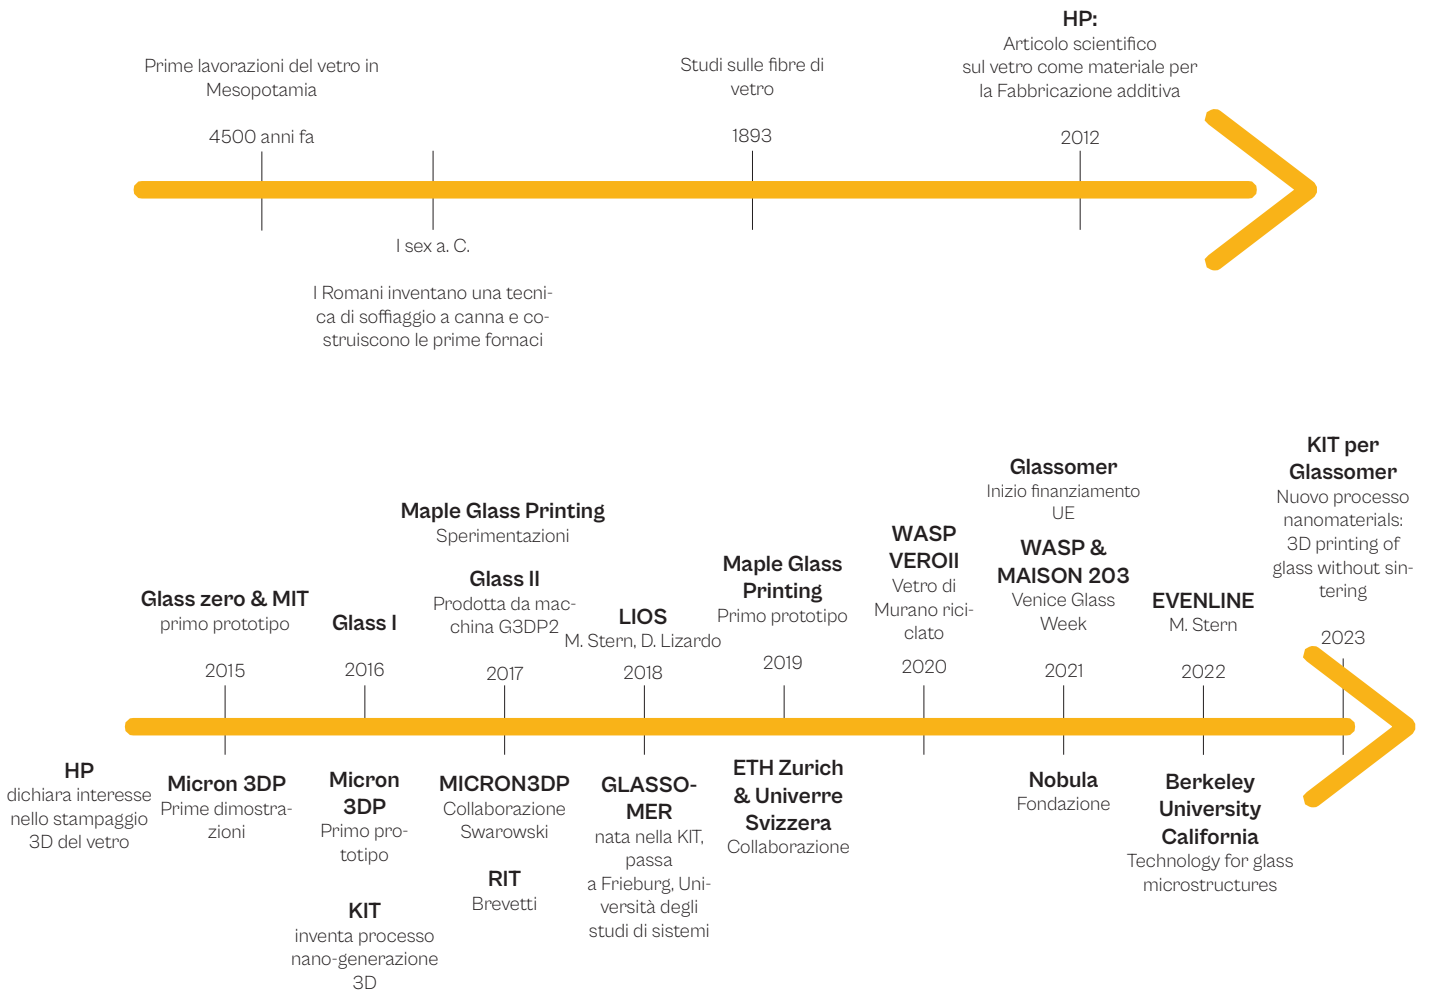 Prime lavorazioni del vetro in
Mesopotamia
4500 anni fa
I sex a. C.
I Romani inventano una tecni-
ca di soffiaggio a canna e co-
struiscono le prime fornaci
Studi sulle fibre di
vetro
1893
HP:
Articolo scientifico
sul vetro come materiale per
la Fabbricazione additiva
2012
HP
dichiara interesse
nello stampaggio
3D del vetro
Glass zero & MIT
primo prototipo
2015
Micron 3DP
Prime dimostra-
zioni
Glass I
2016
Micron
3DP
Primo pro-
totipo
KIT
inventa processo
nano-generazione
3D
Maple Glass Printing
Sperimentazioni
Glass II
Prodotta da mac-
china G3DP2
2017
MICRON3DP
Collaborazione
Swarowski
RIT
Brevetti
LIOS
M. Stern, D. Lizardo
2018
GLASSO-
MER
nata nella KIT,
passa
a Frieburg, Uni-
versità degli
studi di sistemi
Maple Glass
Printing
Primo prototipo
2019
ETH Zurich
& Univerre
Svizzera
Collaborazione
WASP
VEROII
Vetro di
Murano rici-
clato
2020
Glassomer
Inizio finanziamento
UE
WASP &
MAISON 203
Venice Glass
Week
2021
Nobula
Fondazione
EVENLINE
M. Stern
2022
Berkeley
University
California
Technology for glass
microstructures
KIT per
Glassomer
Nuovo processo
nanomaterials:
3D printing of
glass without sin-
tering
2023